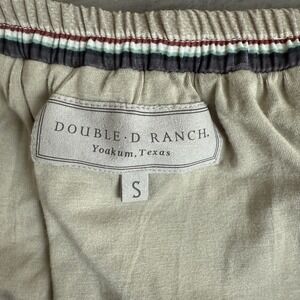 DOUBLE·D RANCH.
Yoakum, Texas
S